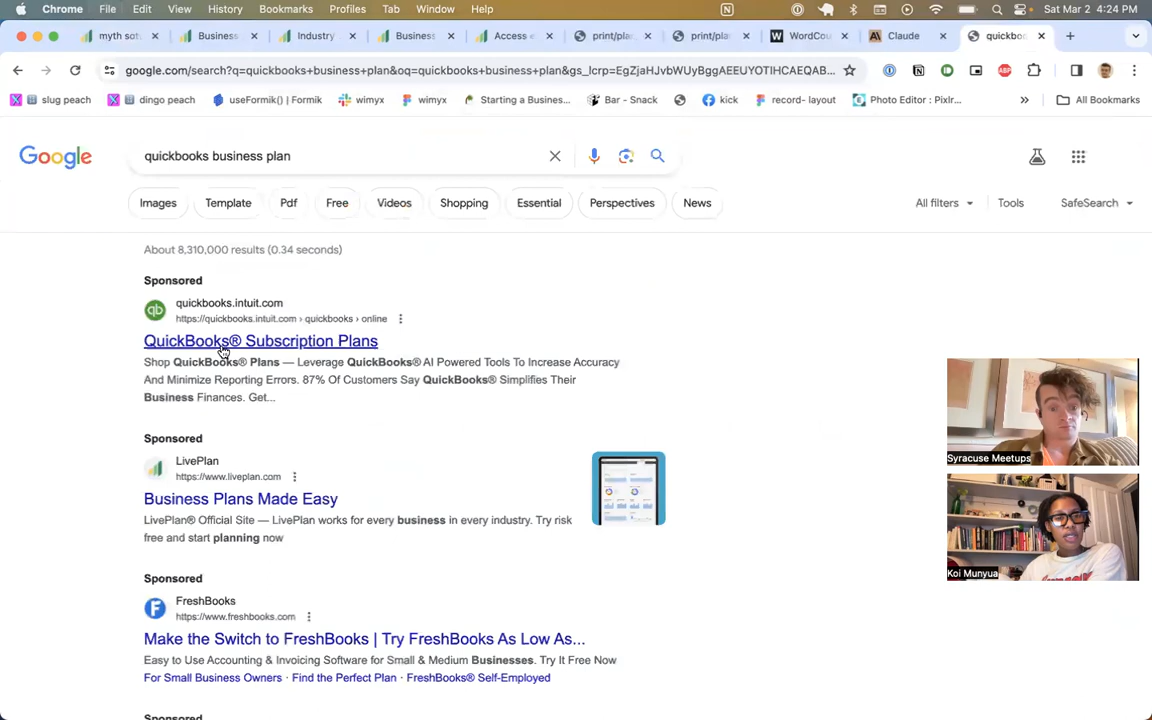 Chrome File Edit View History Bookmarks Profiles Tab Window Help Sat Mar 2 4:24 PM
myth sot Business Industry Business Access print/pla print/pla WordCou Claude quickboo
google.com/search?q=quickbooks+business+plan&oq=quickbooks+business+plan&gs_lcrp=EgZjaHJvbWUyBggAEEUYOTIHCAEQAB...
slug peach dingo peach useFormik() | Formik wimyx wimyx Starting a Busines... Bar - Snack kick record- layout Photo Editor : Pixlr... » All Bookmarks
Google quickbooks business plan
Images Template Pdf Free Videos Shopping Essential Perspectives News All filters Tools SafeSearch
About 8,310,000 results (0.34 seconds)
Sponsored
qb quickbooks.intuit.com
https://quickbooks.intuit.com › quickbooks › online
QuickBooks® Subscription Plans
Shop QuickBooks® Plans — Leverage QuickBooks® AI Powered Tools To Increase Accuracy
And Minimize Reporting Errors. 87% Of Customers Say QuickBooks® Simplifies Their
Business Finances. Get...
Sponsored
LivePlan
https://www.liveplan.com
Business Plans Made Easy
LivePlan® Official Site — LivePlan works for every business in every industry. Try risk
free and start planning now
Sponsored
FreshBooks
https://www.freshbooks.com
Make the Switch to FreshBooks | Try FreshBooks As Low As...
Easy to Use Accounting & Invoicing Software for Small & Medium Businesses. Try It Free Now
For Small Business Owners · Find the Perfect Plan · FreshBooks® Self-Employed
Sponsored
Syracuse Meetups
Koi Munyua